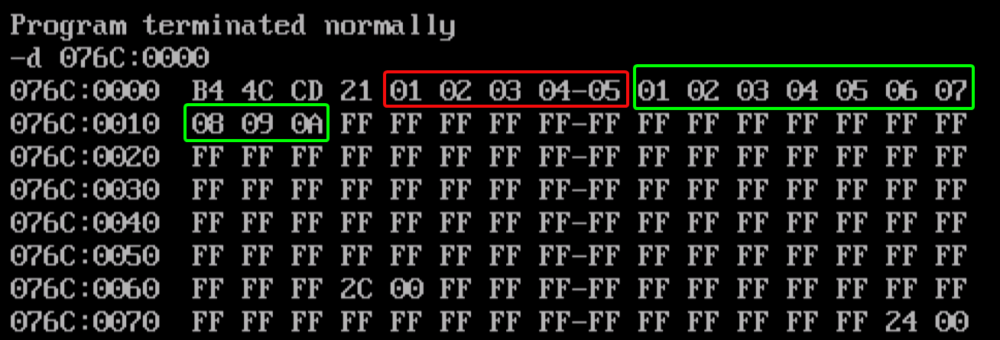 Program terminated normally
-d 076C:0000
076C:0000 B4 4C CD 21 01 02 03 04-05 01 02 03 04 05 06 07
076C:0010 08 09 0A FF FF FF FF FF-FF FF FF FF FF FF FF FF
076C:0020 FF FF FF FF FF FF FF FF-FF FF FF FF FF FF FF FF
076C:0030 FF FF FF FF FF FF FF FF-FF FF FF FF FF FF FF FF
076C:0040 FF FF FF FF FF FF FF FF-FF FF FF FF FF FF FF FF
076C:0050 FF FF FF FF FF FF FF FF-FF FF FF FF FF FF FF FF
076C:0060 FF FF FF 2C 00 FF FF FF-FF FF FF FF FF FF FF FF
076C:0070 FF FF FF FF FF FF FF FF-FF FF FF FF FF FF 24 00